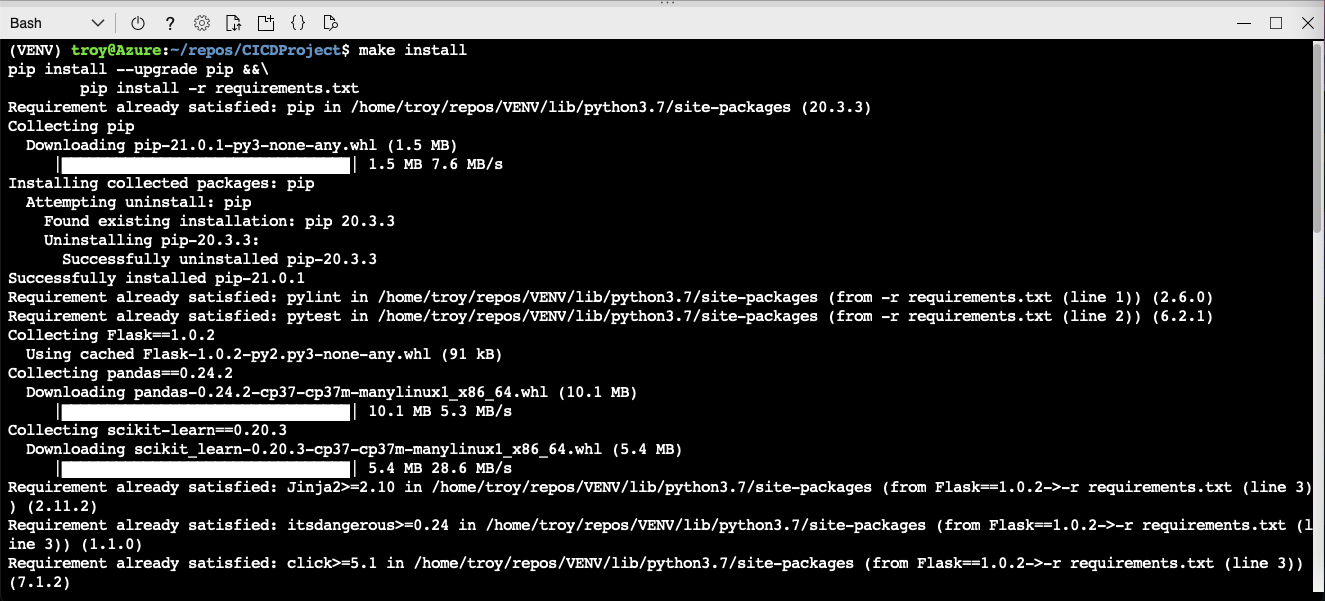 Bash
(VENV) troy@Azure:~/repos/CICDProject$ make install
pip install --upgrade pip &&\
        pip install -r requirements.txt
Requirement already satisfied: pip in /home/troy/repos/VENV/lib/python3.7/site-packages (20.3.3)
Collecting pip
  Downloading pip-21.0.1-py3-none-any.whl (1.5 MB)
     | | 1.5 MB 7.6 MB/s
Installing collected packages: pip
  Attempting uninstall: pip
    Found existing installation: pip 20.3.3
    Uninstalling pip-20.3.3:
      Successfully uninstalled pip-20.3.3
Successfully installed pip-21.0.1
Requirement already satisfied: pylint in /home/troy/repos/VENV/lib/python3.7/site-packages (from -r requirements.txt (line 1)) (2.6.0)
Requirement already satisfied: pytest in /home/troy/repos/VENV/lib/python3.7/site-packages (from -r requirements.txt (line 2)) (6.2.1)
Collecting Flask==1.0.2
  Using cached Flask-1.0.2-py2.py3-none-any.whl (91 kB)
Collecting pandas==0.24.2
  Downloading pandas-0.24.2-cp37-cp37m-manylinux1_x86_64.whl (10.1 MB)
     | | 10.1 MB 5.3 MB/s
Collecting scikit-learn==0.20.3
  Downloading scikit_learn-0.20.3-cp37-cp37m-manylinux1_x86_64.whl (5.4 MB)
     | | 5.4 MB 28.6 MB/s
Requirement already satisfied: Jinja2>=2.10 in /home/troy/repos/VENV/lib/python3.7/site-packages (from Flask==1.0.2->-r requirements.txt (line 3)
) (2.11.2)
Requirement already satisfied: itsdangerous>=0.24 in /home/troy/repos/VENV/lib/python3.7/site-packages (from Flask==1.0.2->-r requirements.txt (l
ine 3)) (1.1.0)
Requirement already satisfied: click>=5.1 in /home/troy/repos/VENV/lib/python3.7/site-packages (from Flask==1.0.2->-r requirements.txt (line 3))
(7.1.2)